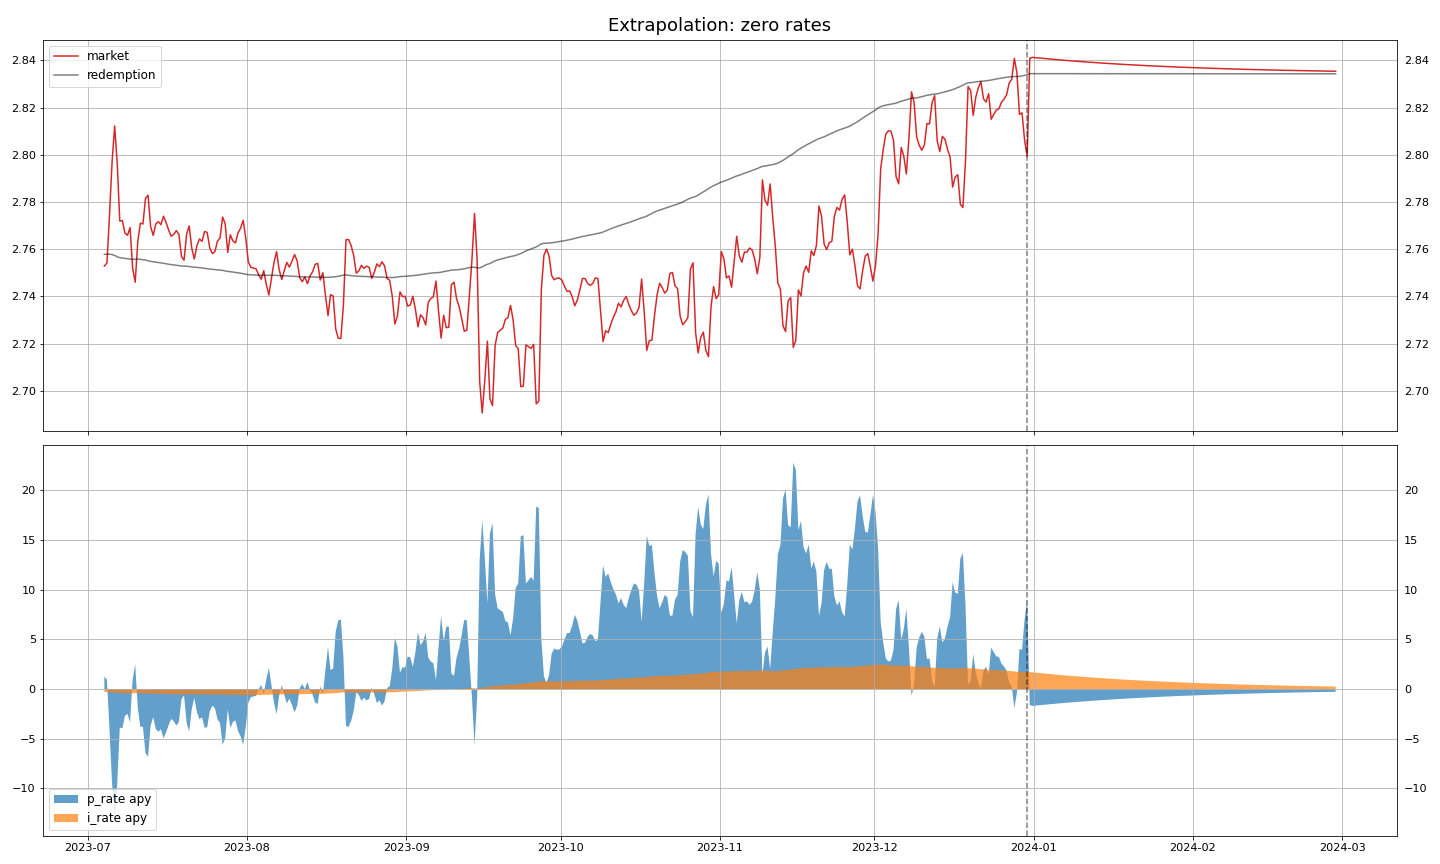 Extrapolation: zero rates
market
redemption
2.84 2.84
2.82 2.82
2.80 2.80
2.78 2.78
2.76 2.76
2.74 2.74
2.72 2.72
2.70 2.70
20 20
15 15
10 10
5 5
0 0
−5 −5
−10 −10
p_rate apy
i_rate apy
2023-07 2023-08 2023-09 2023-10 2023-11 2023-12 2024-01 2024-02 2024-03